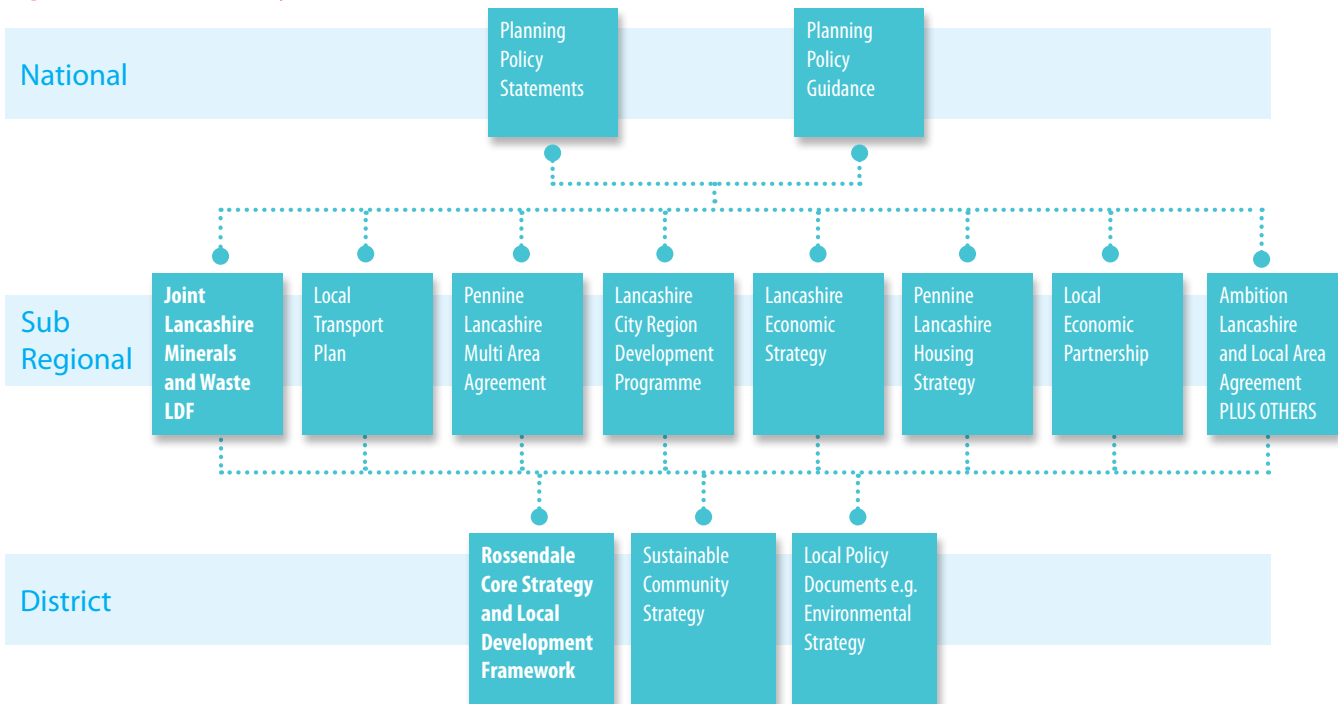 National
Planning
Policy
Statements
Planning
Policy
Guidance
Sub
Regional
Joint
Lancashire
Minerals
and Waste
LDF
Local
Transport
Plan
Pennine
Lancashire
Multi Area
Agreement
Lancashire
City Region
Development
Programme
Lancashire
Economic
Strategy
Pennine
Lancashire
Housing
Strategy
Local
Economic
Partnership
Ambition
Lancashire
and Local Area
Agreement
PLUS OTHERS
District
Rossendale
Core Strategy
and Local
Development
Framework
Sustainable
Community
Strategy
Local Policy
Documents e.g.
Environmental
Strategy